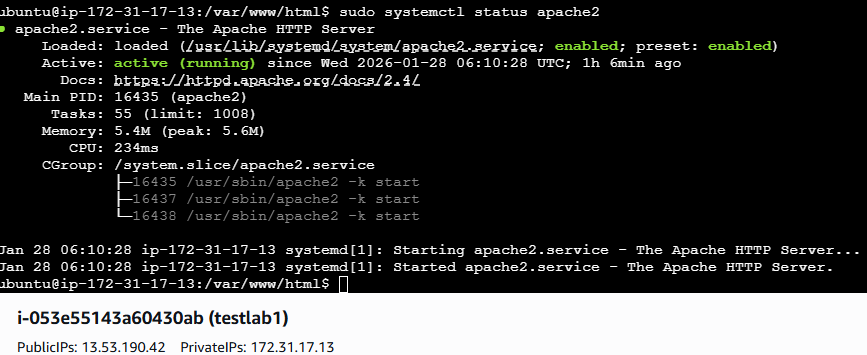 ubuntu@ip-172-31-17-13:/var/www/html$ sudo systemctl status apache2
● apache2.service - The Apache HTTP Server
Loaded: loaded (/usr/lib/systemd/system/apache2.service; enabled; preset: enabled)
Active: active (running) since Wed 2026-01-28 06:10:28 UTC; 1h 6min ago
Docs: https://httpd.apache.org/docs/2.4/
Main PID: 16435 (apache2)
Tasks: 55 (limit: 1008)
Memory: 5.4M (peak: 5.6M)
CPU: 234ms
CGroup: /system.slice/apache2.service
├─16435 /usr/sbin/apache2 -k start
├─16437 /usr/sbin/apache2 -k start
└─16438 /usr/sbin/apache2 -k start
Jan 28 06:10:28 ip-172-31-17-13 systemd[1]: Starting apache2.service - The Apache HTTP Server...
Jan 28 06:10:28 ip-172-31-17-13 systemd[1]: Started apache2.service - The Apache HTTP Server.
ubuntu@ip-172-31-17-13:/var/www/html$
i-053e55143a60430ab (testlab1)
PublicIPs: 13.53.190.42 PrivateIPs: 172.31.17.13